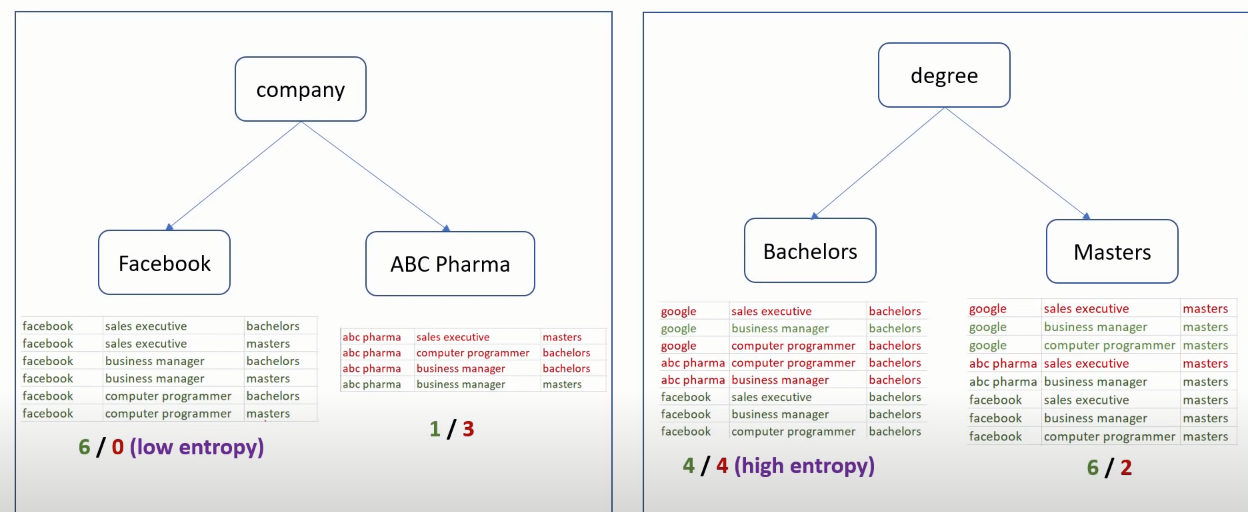 company
Facebook
ABC Pharma
facebook sales executive bachelors
facebook sales executive masters
facebook business manager bachelors
facebook business manager masters
facebook computer programmer bachelors
facebook computer programmer masters
6 / 0 (low entropy)
abc pharma sales executive masters
abc pharma computer programmer bachelors
abc pharma business manager bachelors
abc pharma business manager masters
1 / 3
degree
Bachelors
Masters
google sales executive bachelors
google business manager bachelors
google computer programmer bachelors
abc pharma computer programmer bachelors
abc pharma business manager bachelors
facebook sales executive bachelors
facebook business manager bachelors
facebook computer programmer bachelors
4 / 4 (high entropy)
google sales executive masters
google business manager masters
google computer programmer masters
abc pharma sales executive masters
abc pharma business manager masters
facebook sales executive masters
facebook business manager masters
facebook computer programmer masters
6 / 2